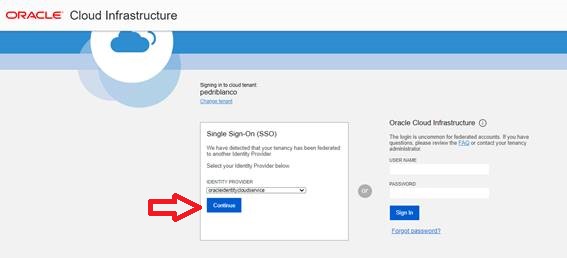 ORACLE Cloud Infrastructure
Signing in to cloud tenant:
pedriblanco
Change tenant
Single Sign-On (SSO)
We have detected that your tenancy has been federated
to another Identity Provider.
Select your Identity Provider below.
IDENTITY PROVIDER
oracleidentitycloudservice
Continue
or
Oracle Cloud Infrastructure
The login is uncommon for federated accounts. If you have
questions, please review the FAQ or contact your tenancy
administrator.
USER NAME
PASSWORD
Sign In
Forgot password?